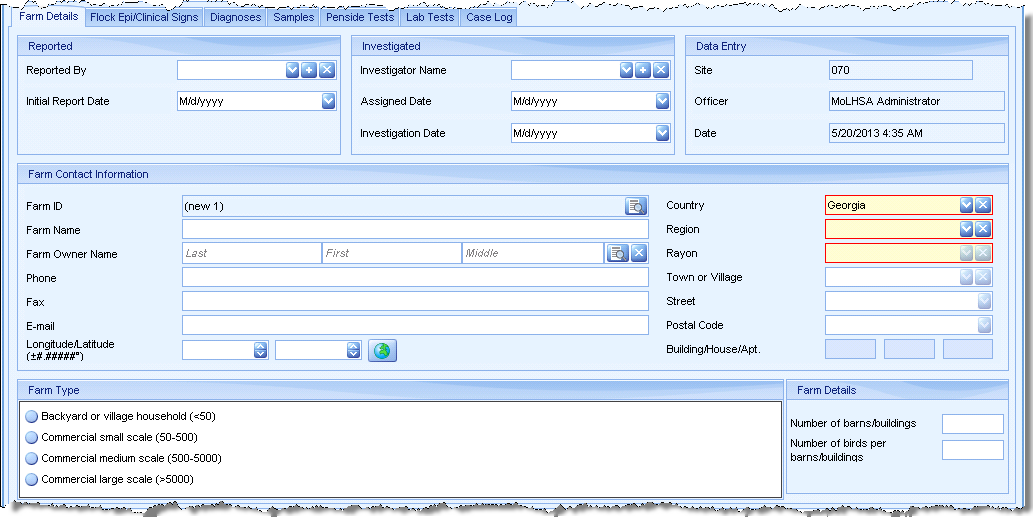 Farm Details Flock Epi/Clinical Signs Diagnoses Samples Penside Tests Lab Tests Case Log
Reported
Reported By
Initial Report Date M/d/yyyy
Investigated
Investigator Name
Assigned Date M/d/yyyy
Investigation Date M/d/yyyy
Data Entry
Site 070
Officer MoLHSA Administrator
Date 5/20/2013 4:35 AM
Farm Contact Information
Farm ID (new 1)
Farm Name
Farm Owner Name Last First Middle
Phone
Fax
E-mail
Longitude/Latitude
(±#.#####°)
Country Georgia
Region
Rayon
Town or Village
Street
Postal Code
Building/House/Apt.
Farm Type
Backyard or village household (<50)
Commercial small scale (50-500)
Commercial medium scale (500-5000)
Commercial large scale (>5000)
Farm Details
Number of barns/buildings
Number of birds per
barns/buildings